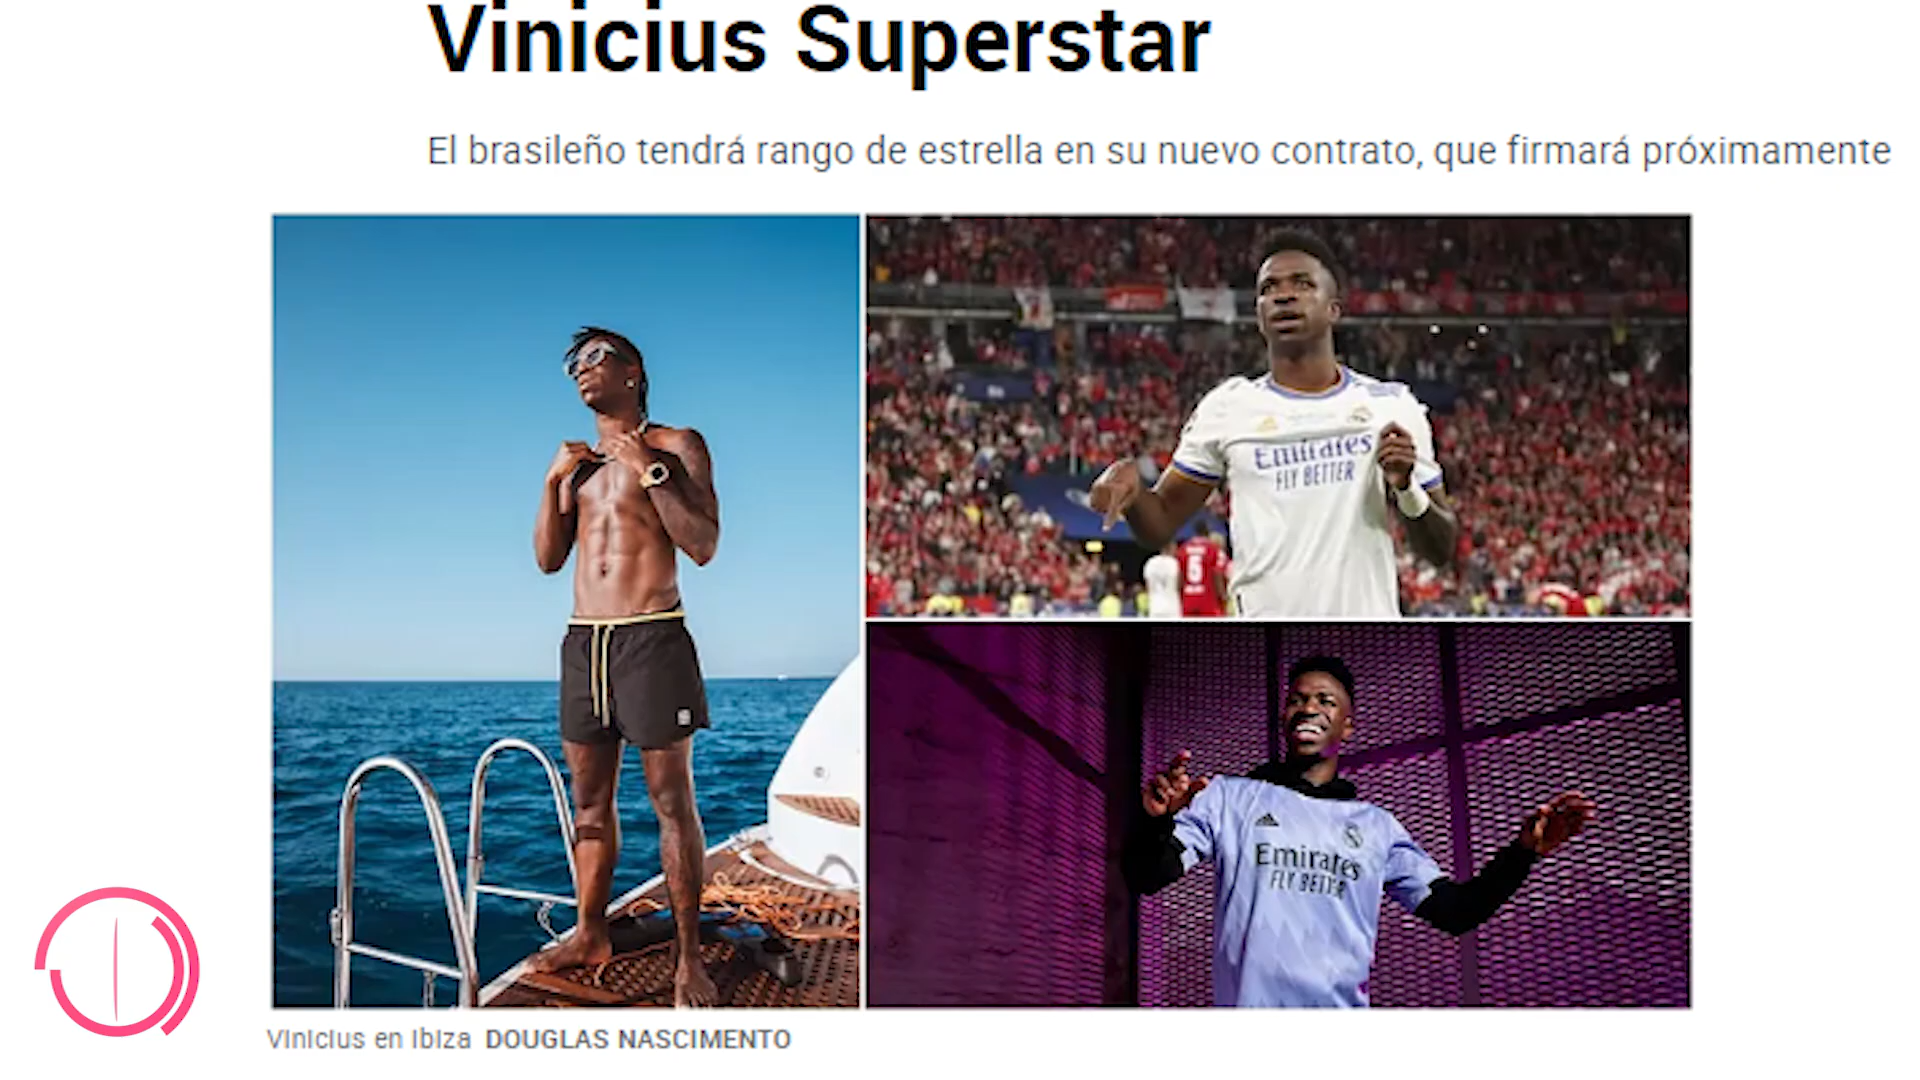 Vinicius Superstar
El brasileño tendrá rango de estrella en su nuevo contrato, que firmará próximamente
Emirates
FLY BETTER
5
Emirates
FLY BETTER
Vinicius en Ibiza DOUGLAS NASCIMENTO